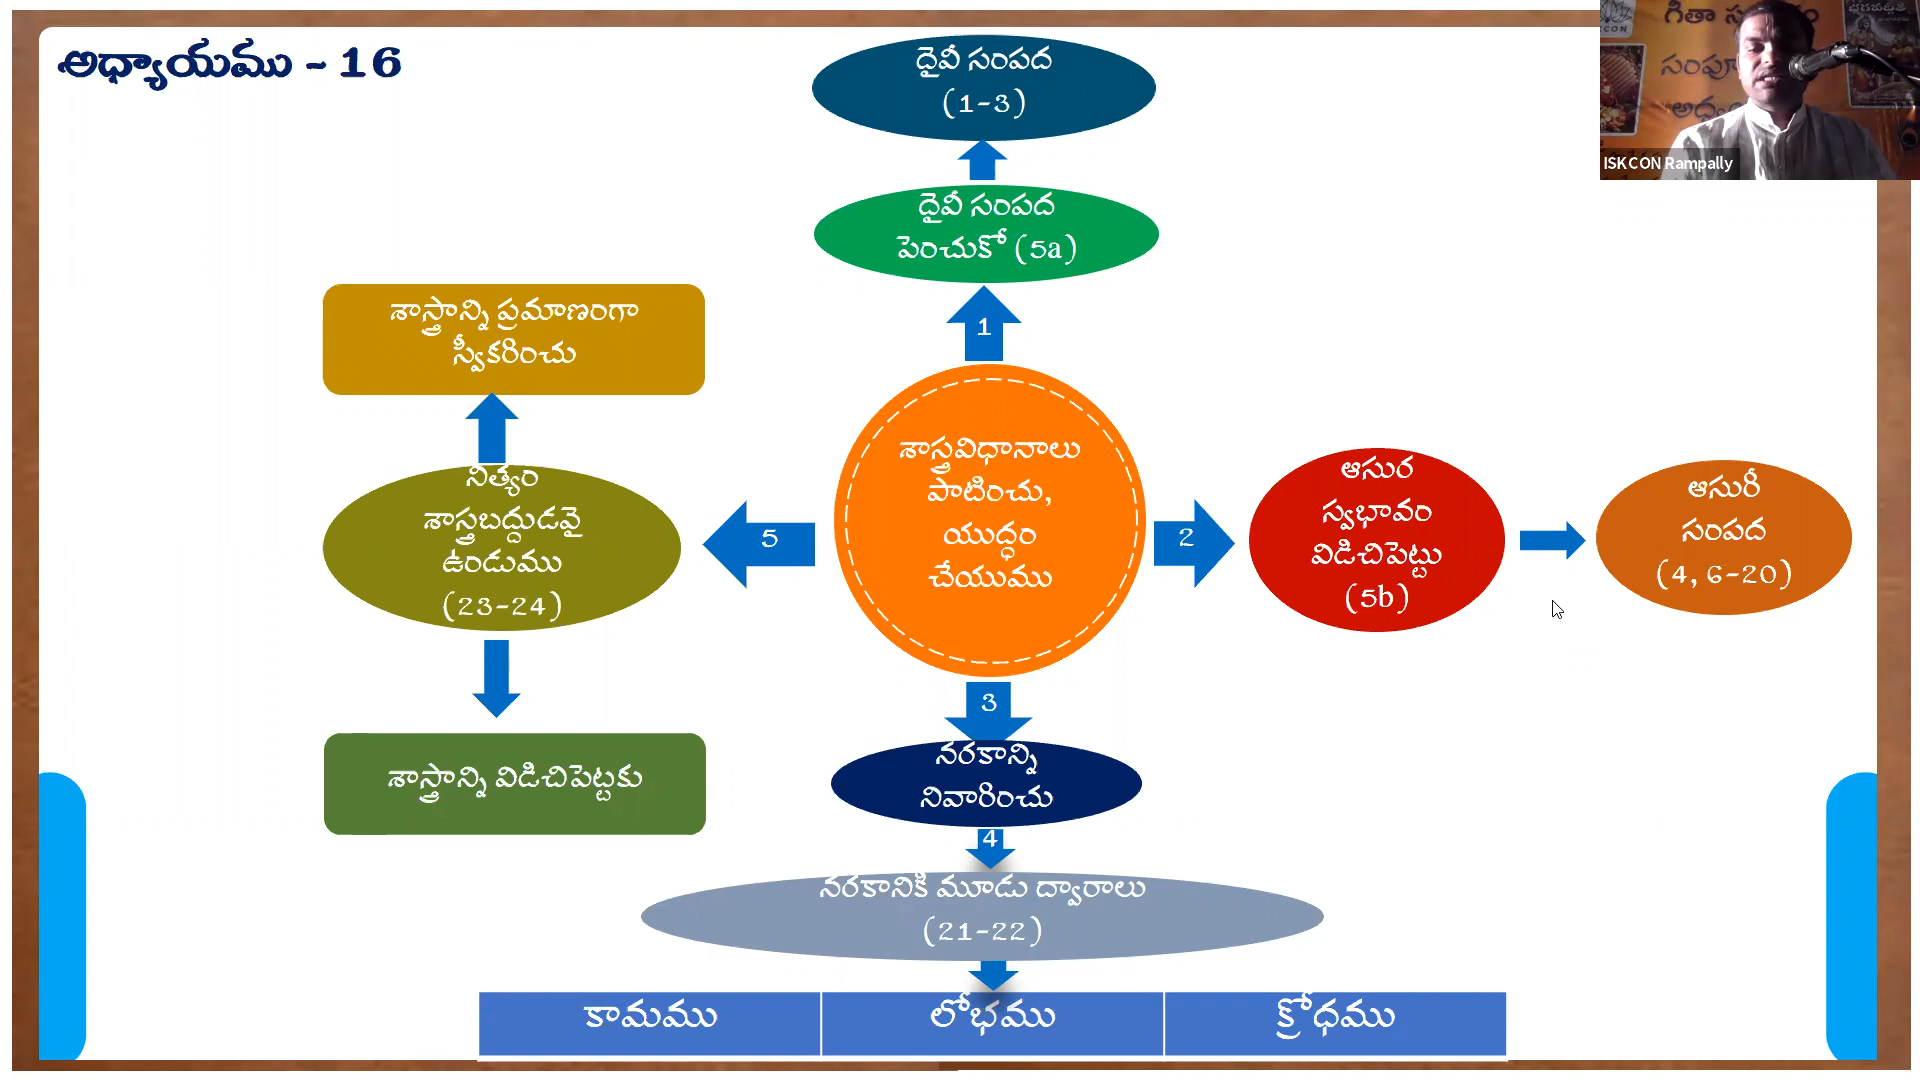 అధ్యాయము - 16
దైవీ సంపద
(1-3)
దైవీ సంపద
పెంచుకో (5a)
1
శాస్త్రాన్ని ప్రమాణంగా
స్వీకరించు
నిత్యం
శాస్త్రబద్దుడవై
ఉండుము
(23-24)
5
శాస్త్రవిధానాలు
పాటించు,
యుద్ధం
చేయుము
2
ఆసుర
స్వభావం
విడిచిపెట్టు
(5b)
ఆసురీ
సంపద
(4, 6-20)
3
నరకాన్ని
నివారించు
శాస్త్రాన్ని విడిచిపెట్టకు
4
నరకానికి మూడు ద్వారాలు
(21-22)
కామము
లోభము
క్రోధము
గీతా
ISKCON Rampally